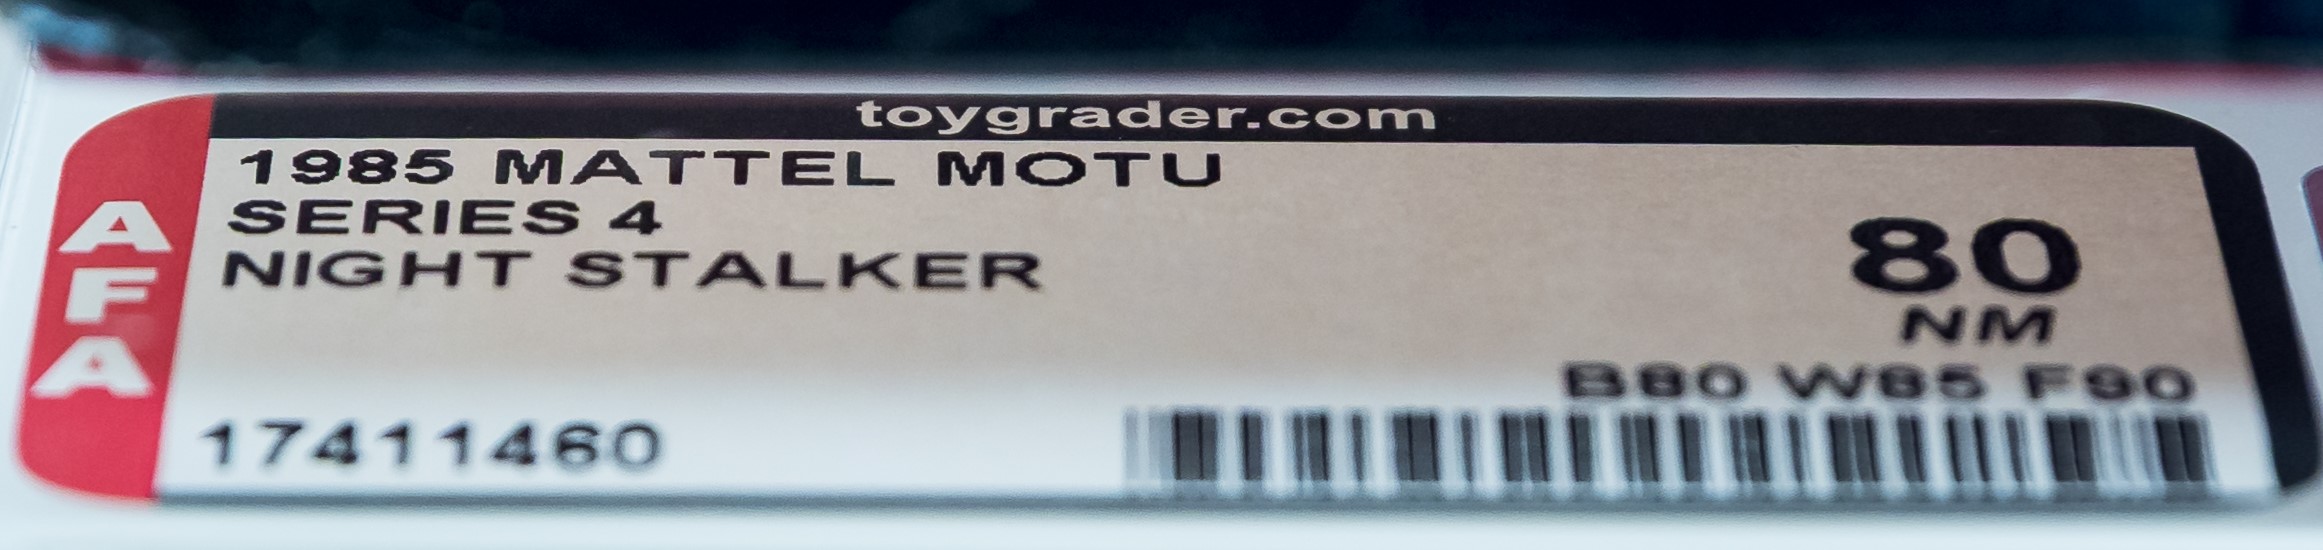 toygrader.com
AFA
1985 MATTEL MOTU
SERIES 4
NIGHT STALKER
80
NM
B80 W85 F90
17411460